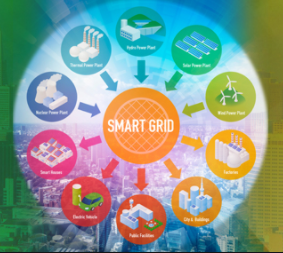 Hydro Power Plant
Thermal Power Plant
Solar Power Plant
Nuclear Power Plant
Wind Power Plant
SMART GRID
Smart Houses
Factories
Electric Vehicle
City & Buildings
Public Facilities